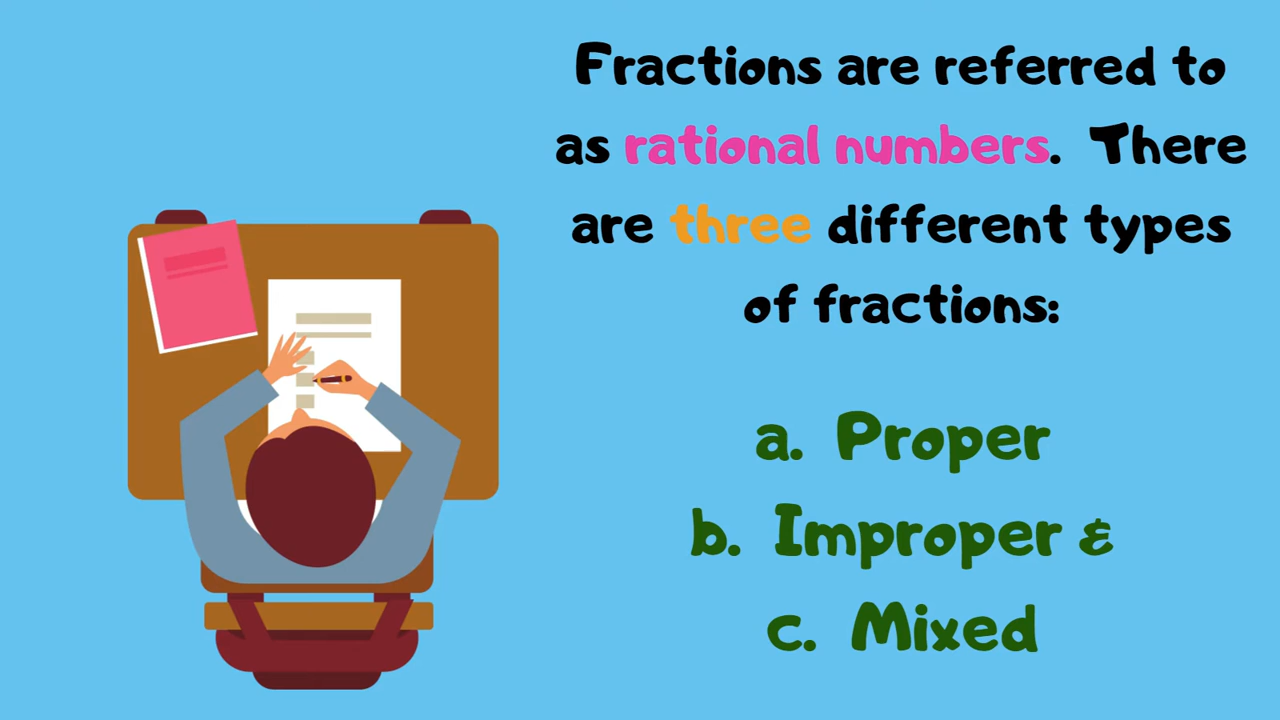 Fractions are referred to
as rational numbers. There
are three different types
of fractions:
a. Proper
b. Improper &
c. Mixed